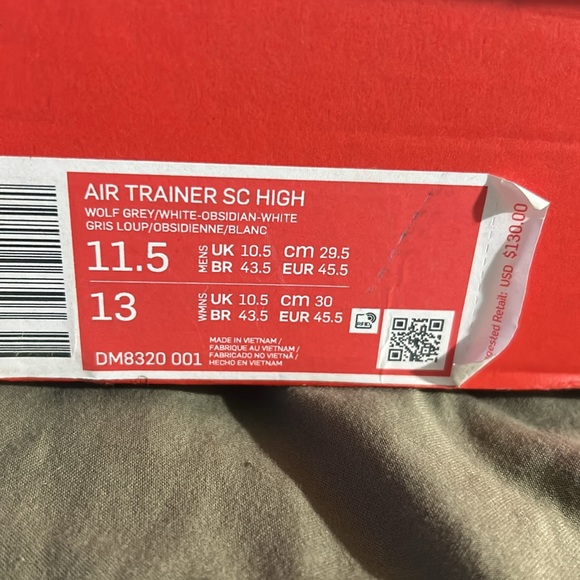 AIR TRAINER SC HIGH
WOLF GREY/WHITE-OBSIDIAN-WHITE
GRIS LOUP/OBSIDIENNE/BLANC
11.5 MENS UK 10.5 cm 29.5
BR 43.5 EUR 45.5
13 WMNS UK 10.5 cm 30
BR 43.5 EUR 45.5
RFID
DM8320 001
MADE IN VIETNAM /
FABRIQUE AU VIETNAM /
FABRICADO NO VIETNÃ /
HECHO EN VIETNAM
Retail: USD $130.00